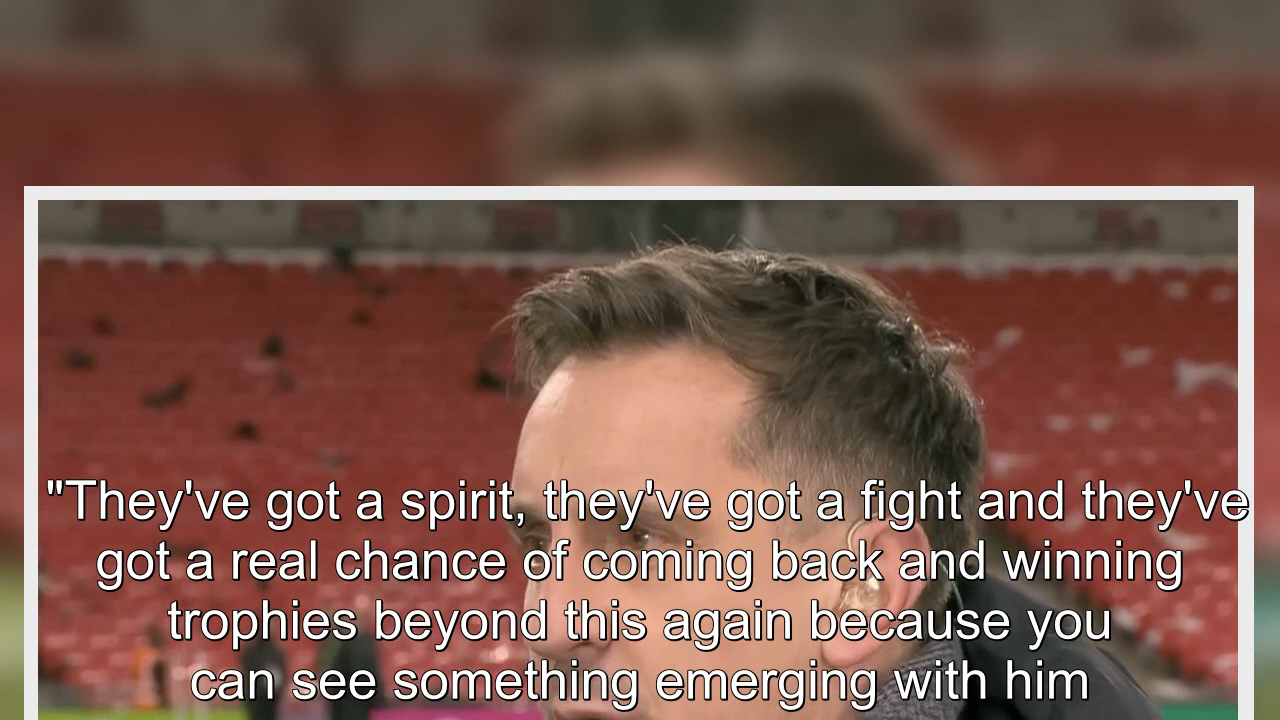 "They've got a spirit, they've got a fight and they've
got a real chance of coming back and winning
trophies beyond this again because you
can see something emerging with him